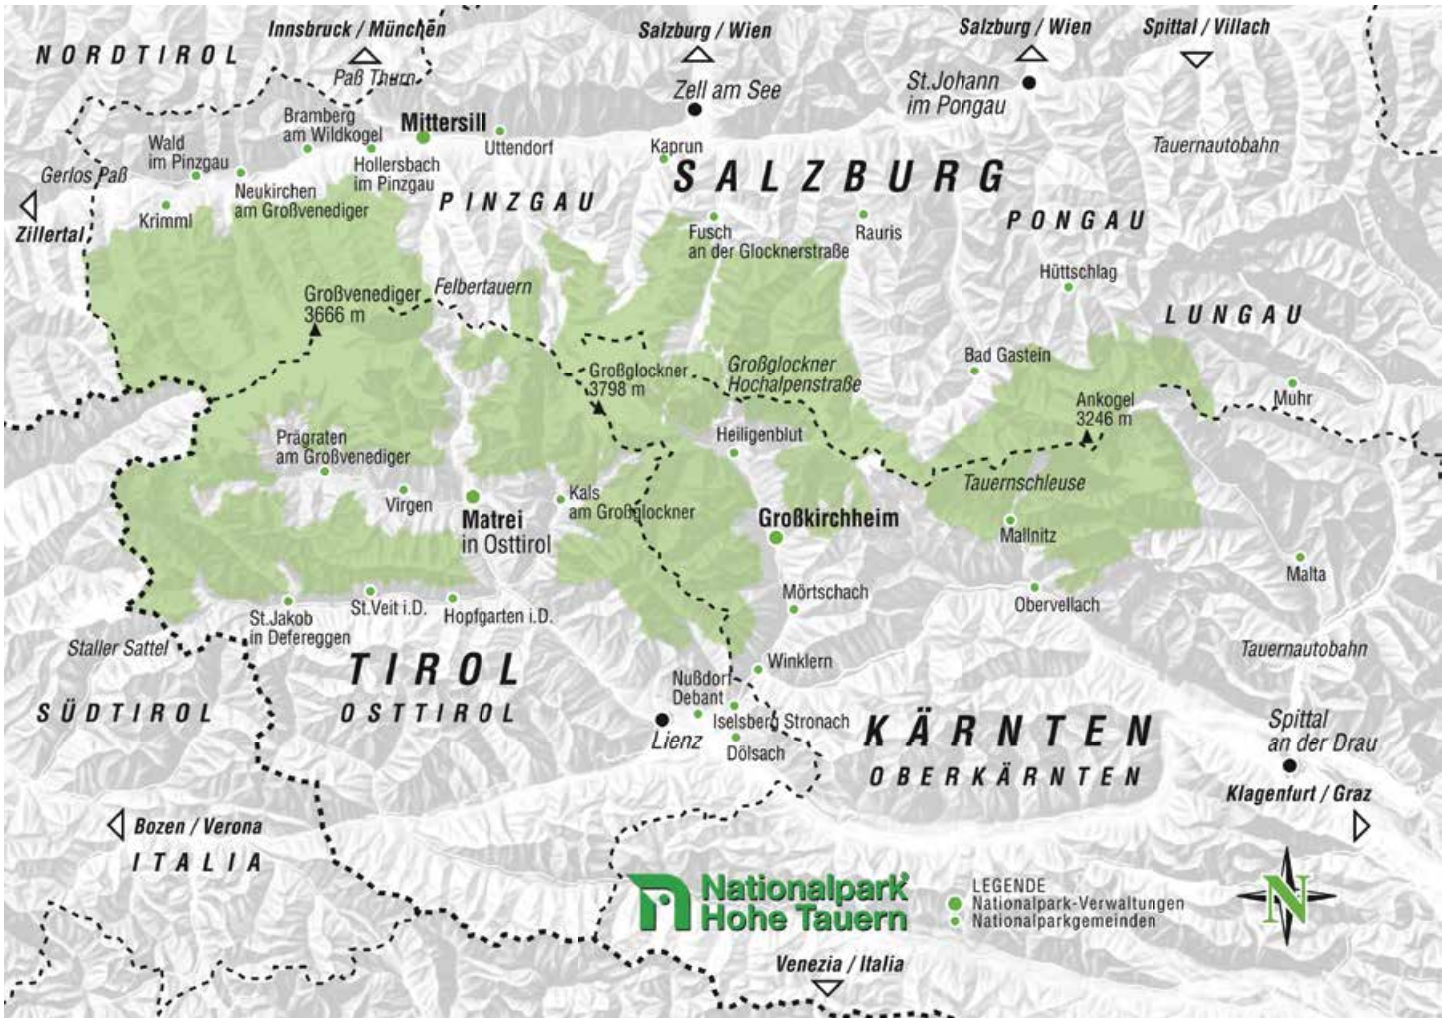 Innsbruck / München
Salzburg / Wien
Salzburg / Wien
Spittal / Villach
NORDTIROL
Paß Thurn
Zell am See
St.Johann
im Pongau
Bramberg
am Wildkogel
Mittersill
Uttendorf
Kaprun
Tauernautobahn
Wald
im Pinzgau
Hollersbach
im Pinzgau
Gerlos Paß
Neukirchen
am Großvenediger
SALZBURG
PINZGAU
PONGAU
Krimml
Zillertal
Fusch
an der Glocknerstraße
Rauris
Hüttschlag
Großvenediger
3666 m
Felbertauern
LUNGAU
Großglockner
3798 m
Großglockner
Hochalpenstraße
Bad Gastein
Ankogel
3246 m
Muhr
Prägraten
am Großvenediger
Heiligenblut
Virgen
Kals
am Großglockner
Tauernschleuse
Matrei
in Osttirol
Großkirchheim
Mallnitz
Malta
Mörtschach
Obervellach
St.Jakob
in Defereggen
St.Veit i.D.
Hopfgarten i.D.
Staller Sattel
Tauernautobahn
TIROL
OSTTIROL
Winklern
Nußdorf
Debant
Iselsberg Stronach
Dölsach
Lienz
SÜDTIROL
KÄRNTEN
OBERKÄRNTEN
Spittal
an der Drau
Klagenfurt / Graz
Bozen / Verona
ITALIA
Nationalpark
Hohe Tauern
LEGENDE
Nationalpark-Verwaltungen
Nationalparkgemeinden
N
Venezia / Italia